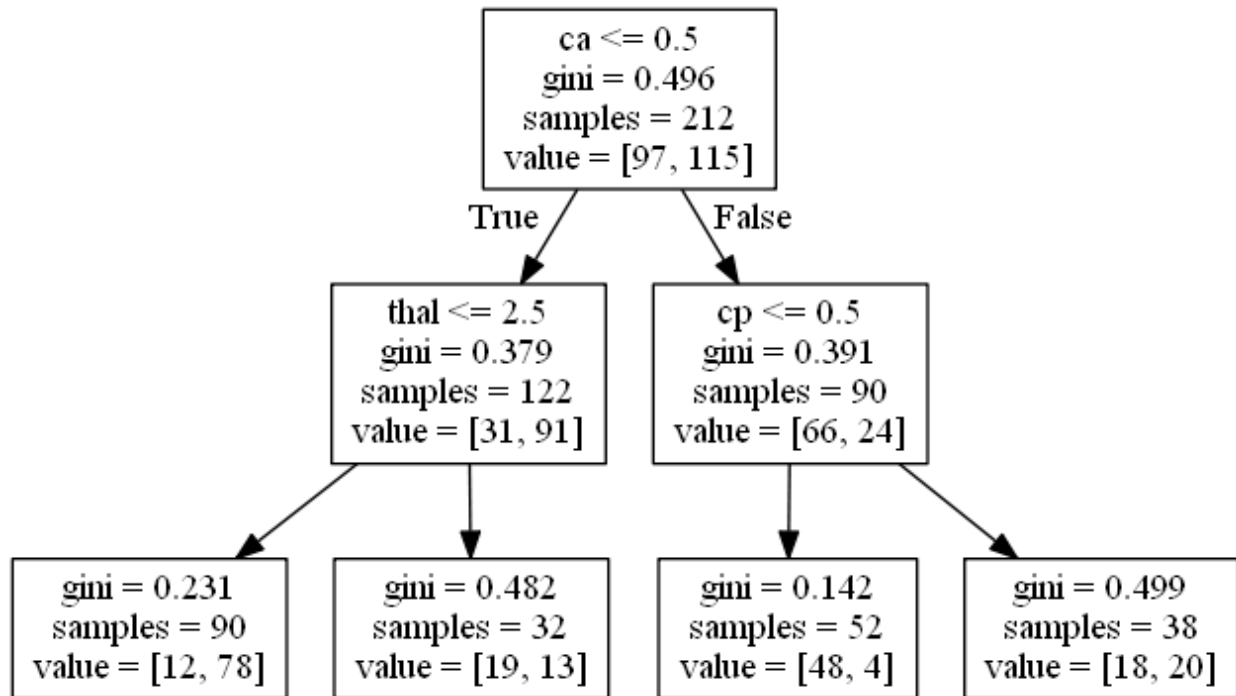 ca <= 0.5
gini = 0.496
samples = 212
value = [97, 115]
True
False
thal <= 2.5
gini = 0.379
samples = 122
value = [31, 91]
cp <= 0.5
gini = 0.391
samples = 90
value = [66, 24]
gini = 0.231
samples = 90
value = [12, 78]
gini = 0.482
samples = 32
value = [19, 13]
gini = 0.142
samples = 52
value = [48, 4]
gini = 0.499
samples = 38
value = [18, 20]